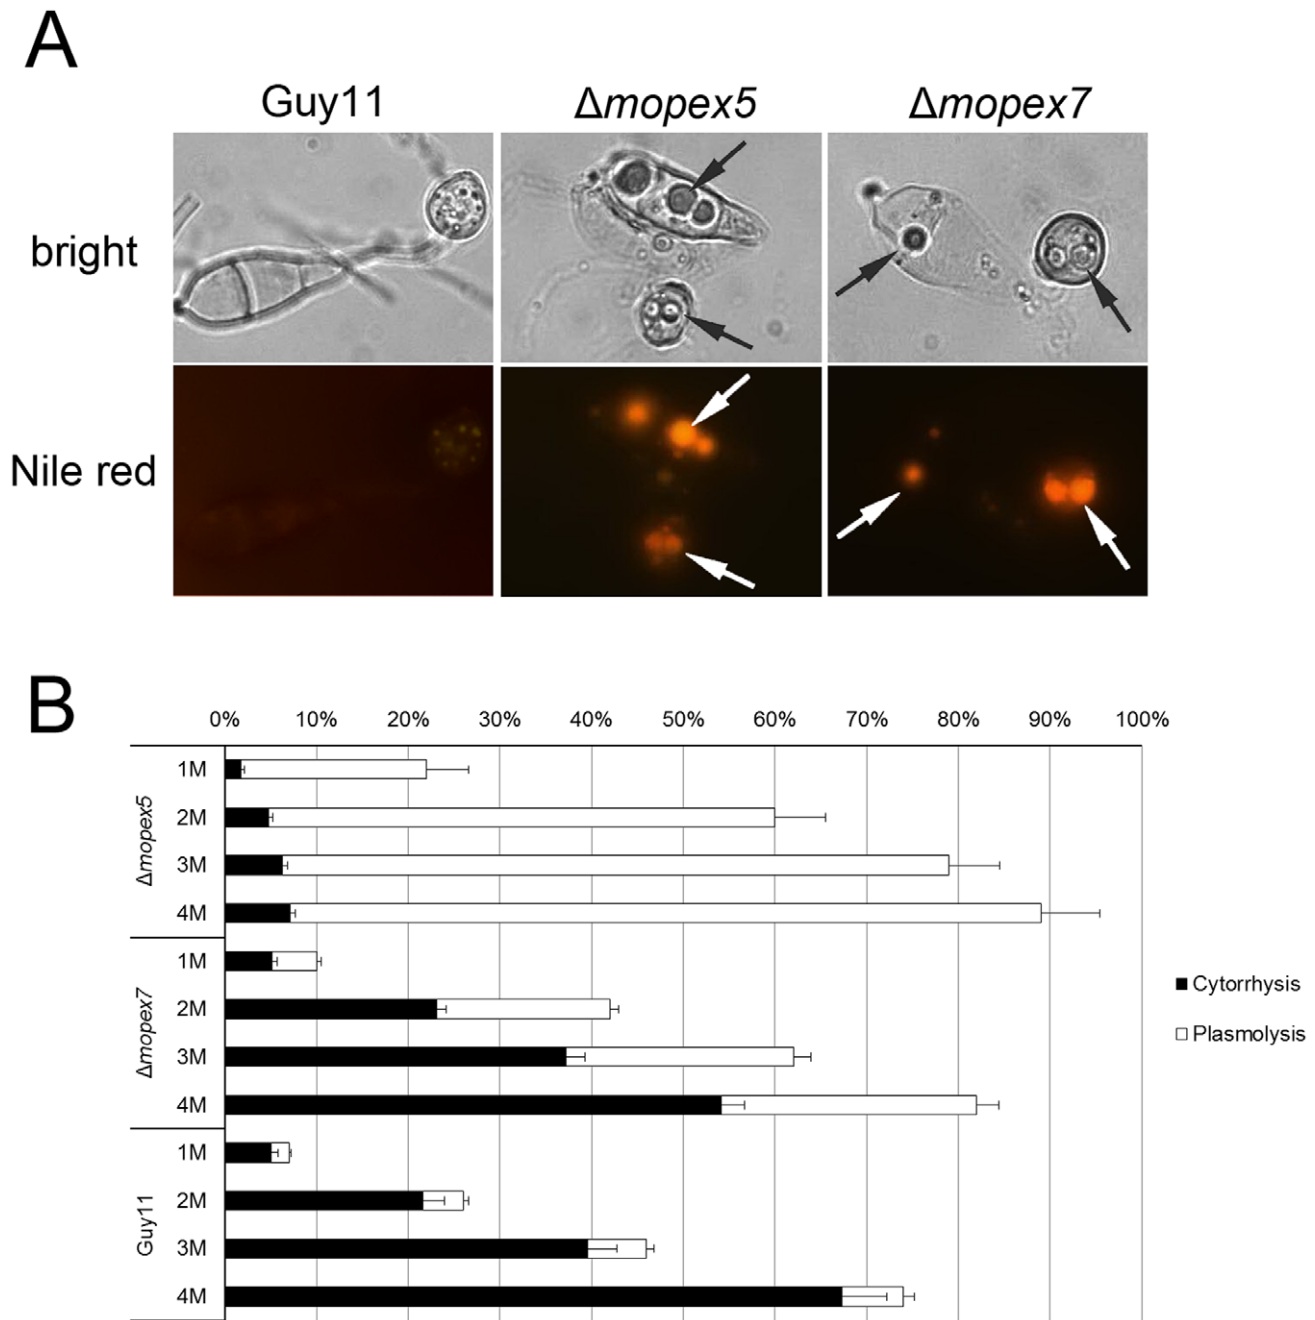 A
Guy11 Δmopex5 Δmopex7
bright
Nile red
B
0% 10% 20% 30% 40% 50% 60% 70% 80% 90% 100%
Δmopex5
1M
2M
3M
4M
Δmopex7
1M
2M
3M
4M
Guy11
1M
2M
3M
4M
Cytorrhysis
Plasmolysis